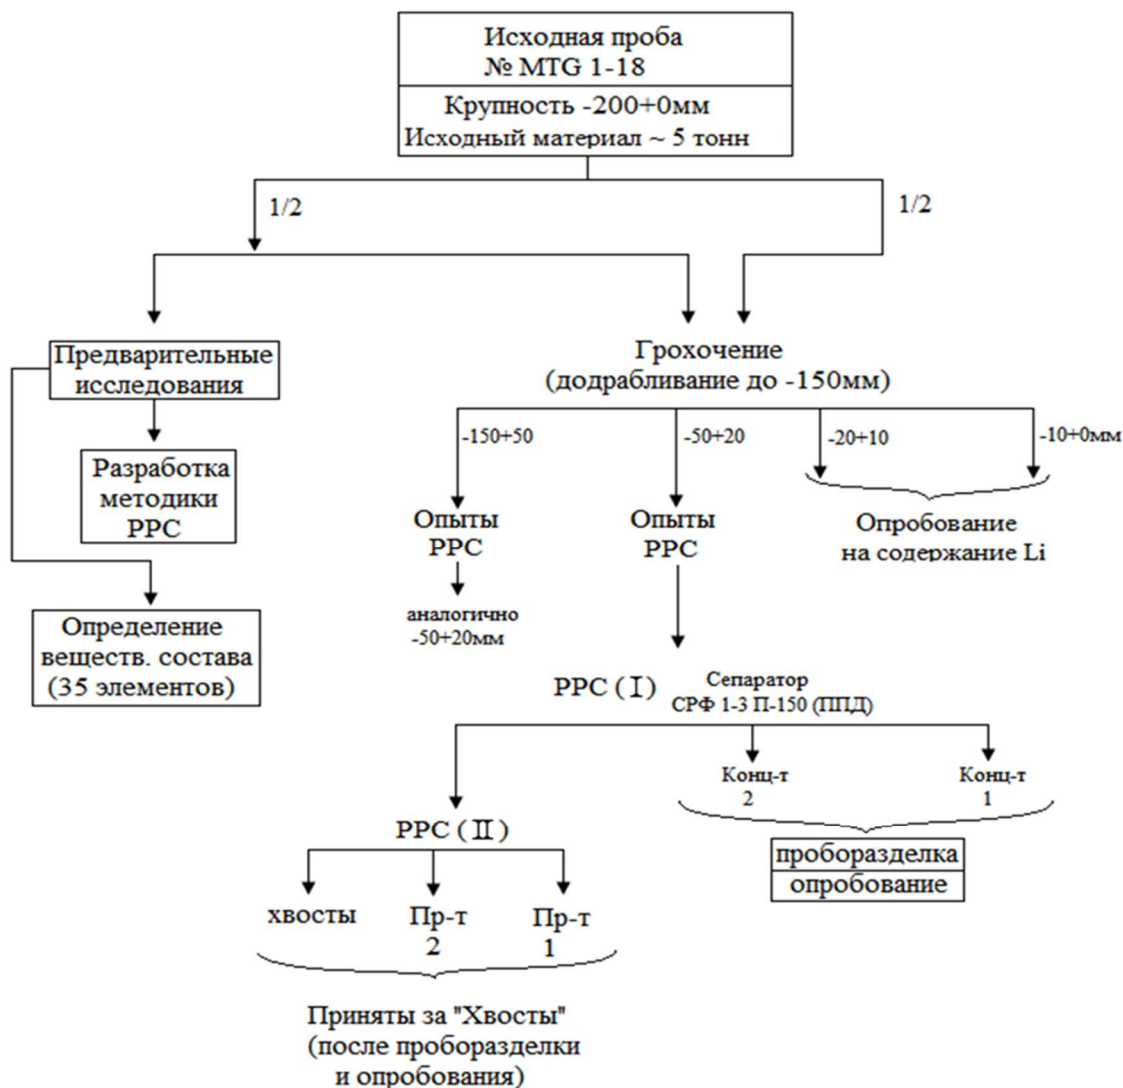 Исходная проба
№ MTG 1-18
Крупность -200+0мм
Исходный материал ~ 5 тонн
1/2
1/2
Предварительные
исследования
Грохочение
(додрабливание до -150мм)
-150+50
-50+20
-20+10
-10+0мм
Разработка
методики
РРС
Опыты
РРС
Опыты
РРС
Опробование
на содержание Li
аналогично
-50+20мм
Определение
веществ. состава
(35 элементов)
РРС (I)
Сепаратор
СРФ 1-3 П-150 (ППД)
Конц-т
2
Конц-т
1
РРС (II)
проборазделка
опробование
хвосты
Пр-т
2
Пр-т
1
Приняты за "Хвосты"
(после проборазделки
и опробования)